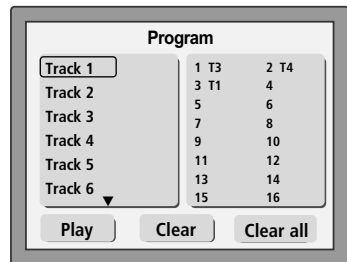 Program
Track 1
Track 2
Track 3
Track 4
Track 5
Track 6
1 T3 2 T4
3 T1 4
5 6
7 8
9 10
11 12
13 14
15 16
Play Clear Clear all